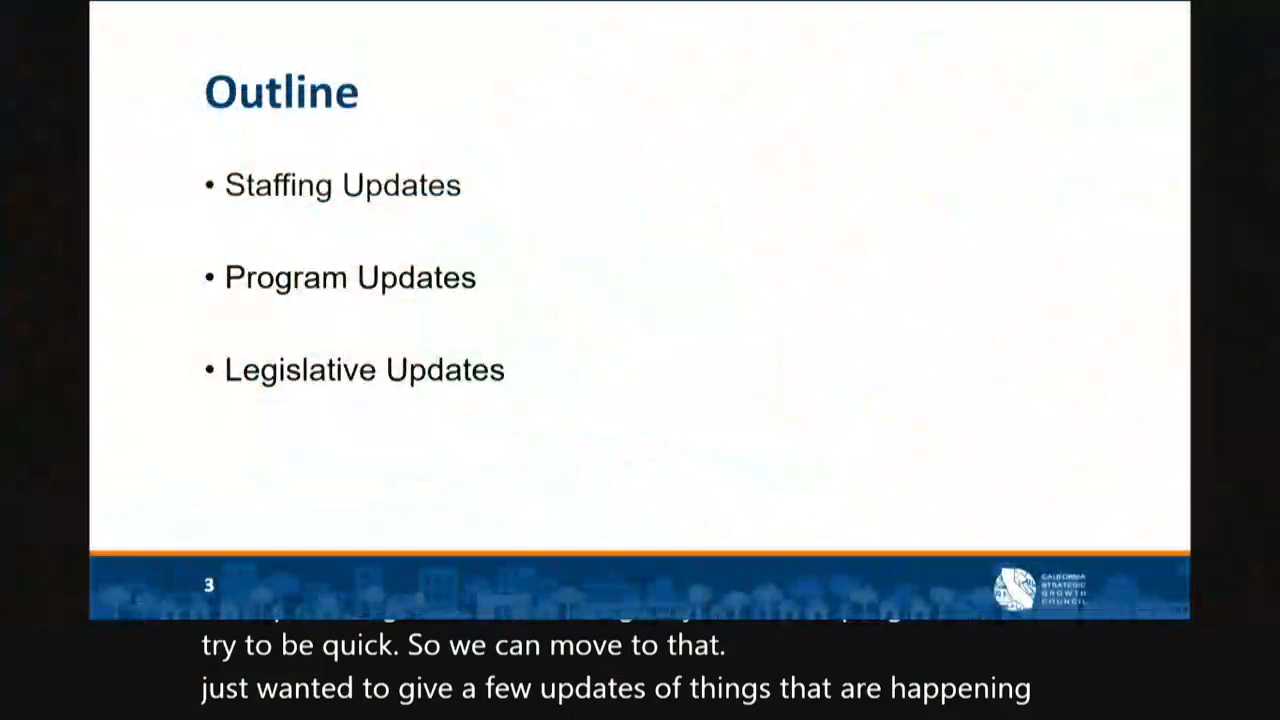 Outline
• Staffing Updates
• Program Updates
• Legislative Updates
3
CALIFORNIA
STRATEGIC
GROWTH
COUNCIL
try to be quick. So we can move to that.
just wanted to give a few updates of things that are happening